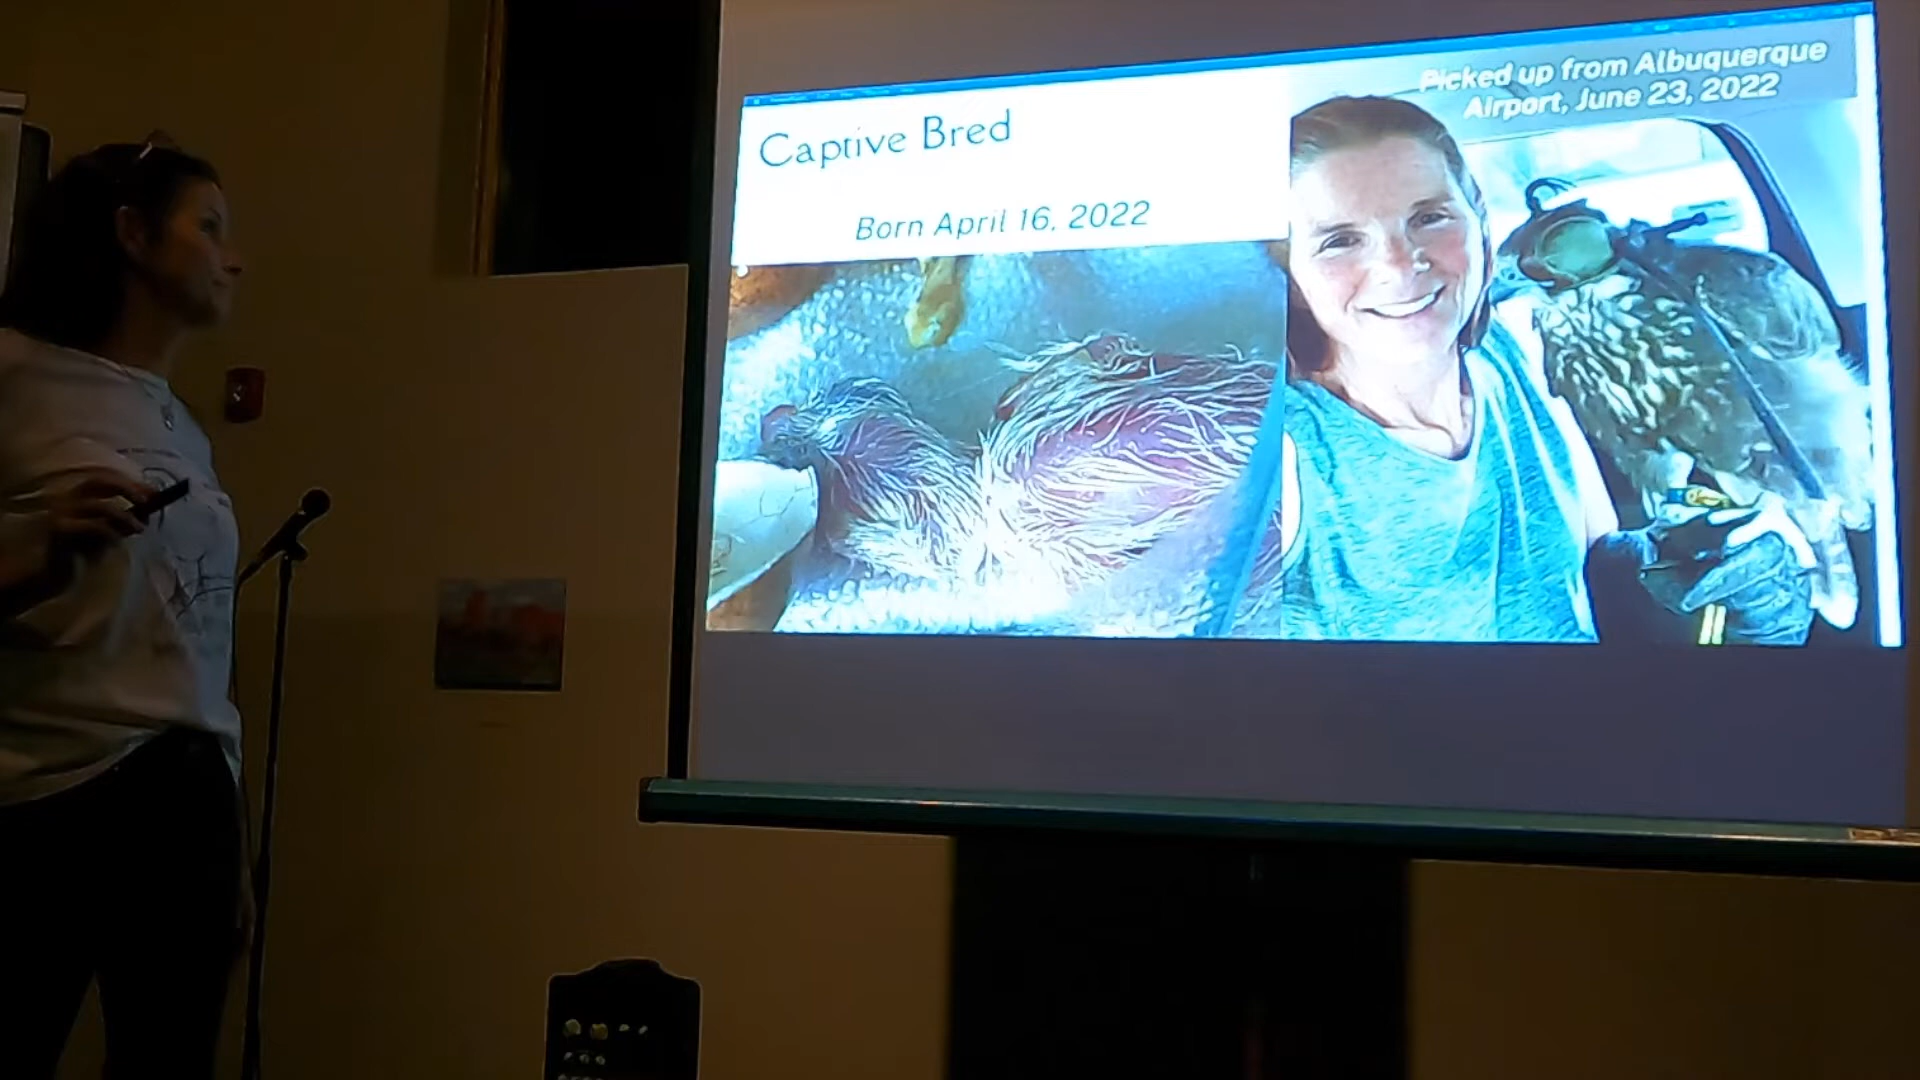 Captive Bred
Born April 16, 2022
Picked up from Albuquerque
Airport, June 23, 2022